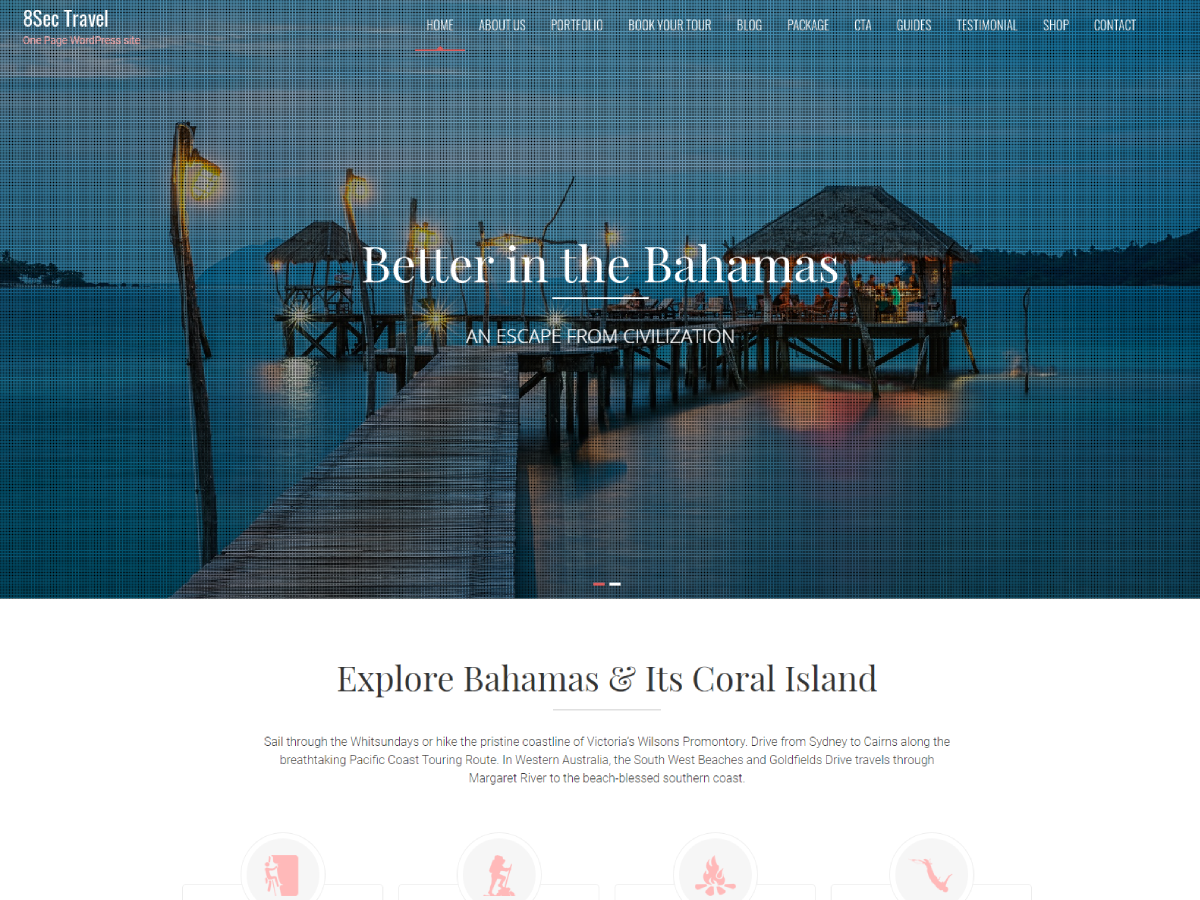 8Sec Travel
One Page WordPress site
HOME ABOUT US PORTFOLIO BOOK YOUR TOUR BLOG PACKAGE CTA GUIDES TESTIMONIAL SHOP CONTACT
Better in the Bahamas
AN ESCAPE FROM CIVILIZATION
Explore Bahamas & Its Coral Island
Sail through the Whitsundays or hike the pristine coastline of Victoria's Wilsons Promontory. Drive from Sydney to Cairns along the
breathtaking Pacific Coast Touring Route. In Western Australia, the South West Beaches and Goldfields Drive travels through
Margaret River to the beach-blessed southern coast.